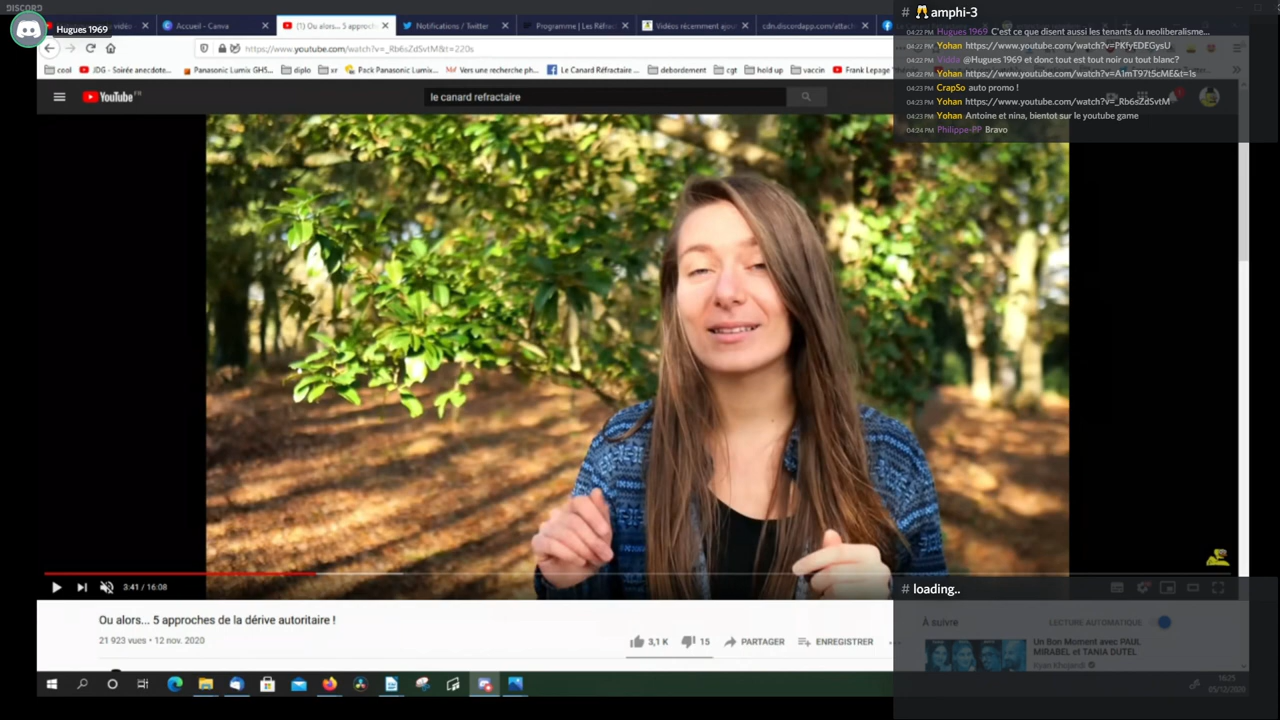 DISCORD
Hugues 1969
# amphi-3
04:22 PM Hugues 1969 C'est ce que disent aussi les tenants du neoliberalisme...
04:22 PM Yohan https://www.youtube.com/watch?v=PKfyEDEGysU
04:22 PM Vidda @Hugues 1969 et donc tout est tout noir ou tout blanc?
04:22 PM Yohan https://www.youtube.com/watch?v=A1mT97tScME&t=1s
04:23 PM CrapSo auto promo !
04:23 PM Yohan https://www.youtube.com/watch?v=_Rb6sZdSvtM
04:23 PM Yohan Antoine et nina, bientot sur le youtube game
04:24 PM Philippe-PP Bravo
Accueil - Canva
(1) Ou alors... 5 approch
Notifications / Twitter
Programme | Les Réfrac
Vidéos récemment ajout
cdn.discordapp.com/attach
https://www.youtube.com/watch?v=_Rb6sZdSvtM&t=220s
cool
JDG - Soirée anecdote...
Panasonic Lumix GH5...
diplo
xr
Pack Panasonic Lumix...
Vers une recherche ph...
Le Canard Réfractaire ...
debordement
cgt
hold up
vaccin
Frank Lepage
YouTube FR
le canard refractaire
3:41 / 16:08
Ou alors... 5 approches de la dérive autoritaire !
21 923 vues • 12 nov. 2020
3,1 K
15
PARTAGER
ENREGISTRER
# loading..
À suivre
LECTURE AUTOMATIQUE
Un Bon Moment avec PAUL
MIRABEL et TANIA DUTEL
Kyan Khojandi
16:25
05/12/2020